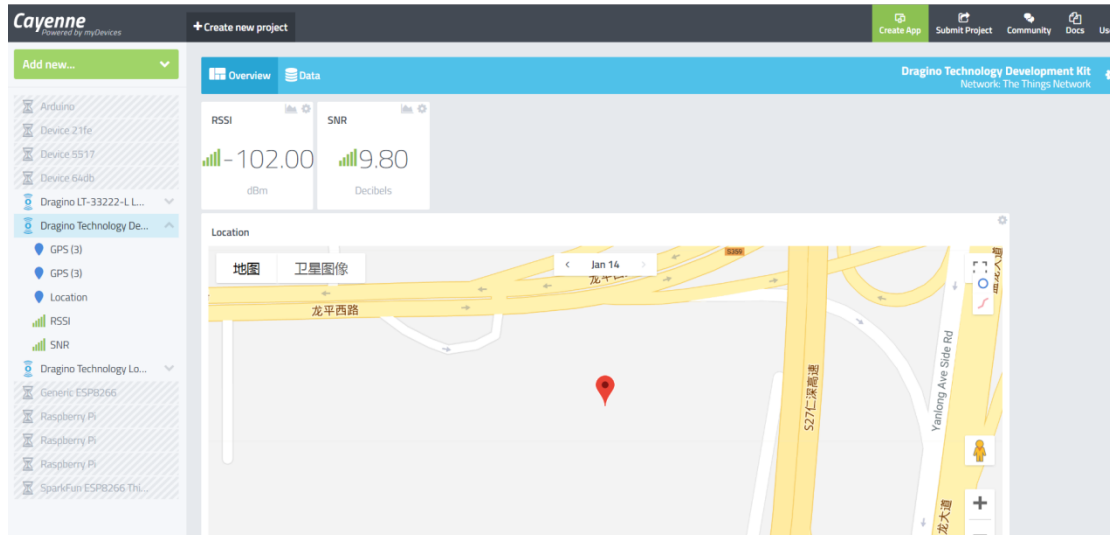 Cayenne
Powered by myDevices
+ Create new project
Create App
Submit Project
Community
Docs
Add new...
Overview
Data
Dragino Technology Development Kit
Network: The Things Network
Arduino
Device 21fe
Device 5517
Device 64db
Dragino LT-33222-L L...
Dragino Technology De...
GPS (3)
GPS (3)
Location
RSSI
SNR
Dragino Technology Lo...
Generic ESP8266
Raspberry Pi
Raspberry Pi
Raspberry Pi
SparkFun ESP8266 Thi...
RSSI
-102.00
dBm
SNR
9.80
Decibels
Location
地图
卫星图像
< Jan 14 >
S359
龙平西路
S27仁深高速
Yanlong Ave Side Rd
龙大道
+